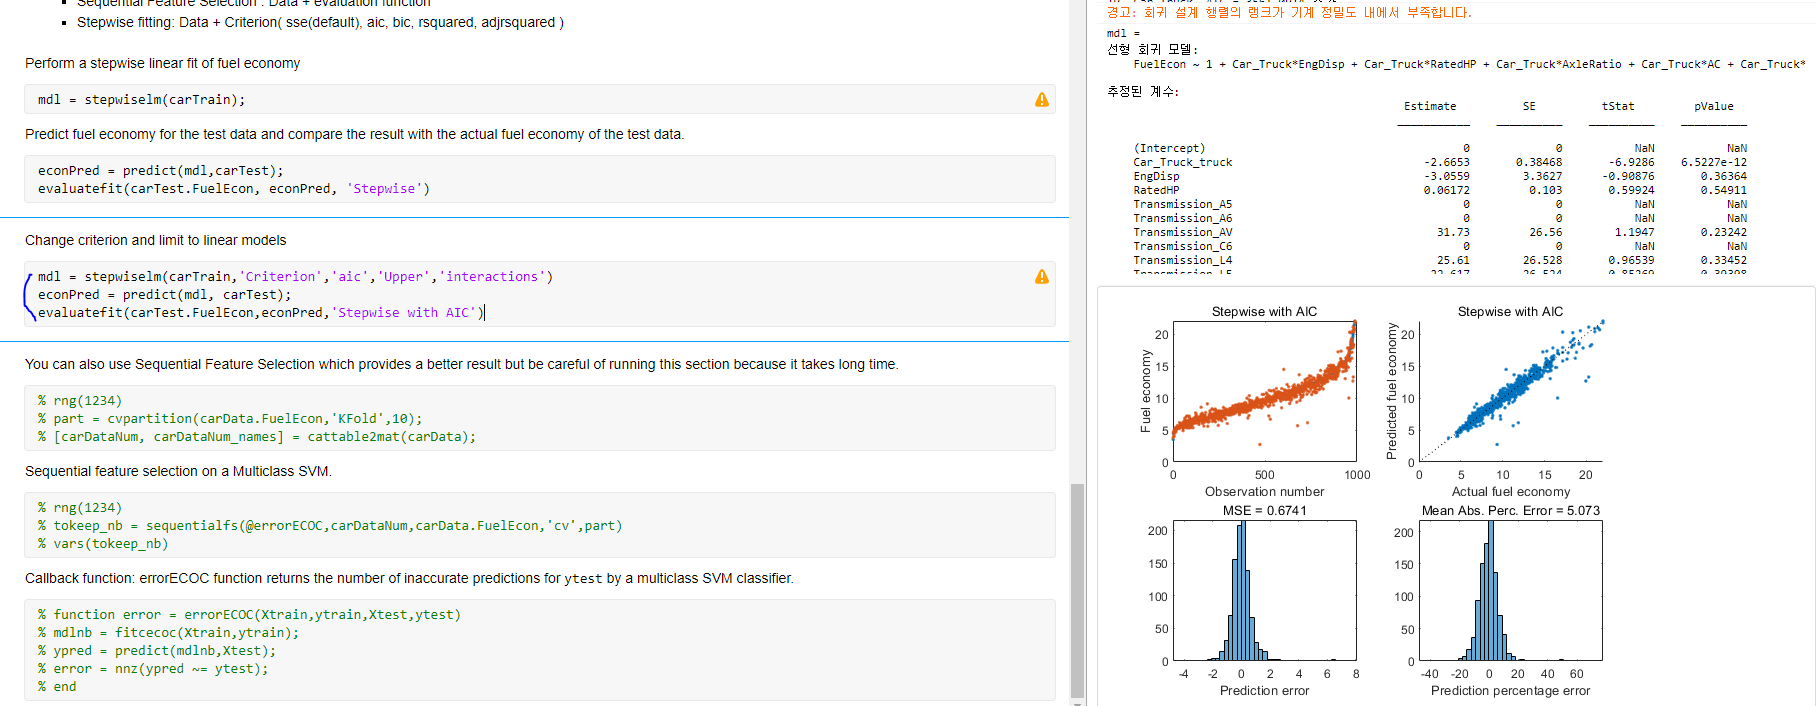 Sequential Feature Selection : Data + evaluation function
Stepwise fitting: Data + Criterion( sse(default), aic, bic, rsquared, adjrsquared )
Perform a stepwise linear fit of fuel economy
mdl = stepwiselm(carTrain);
Predict fuel economy for the test data and compare the result with the actual fuel economy of the test data.
econPred = predict(mdl,carTest);
evaluatefit(carTest.FuelEcon, econPred, 'Stepwise')
Change criterion and limit to linear models
mdl = stepwiselm(carTrain,'Criterion','aic','Upper','interactions')
econPred = predict(mdl, carTest);
evaluatefit(carTest.FuelEcon,econPred,'Stepwise with AIC')
You can also use Sequential Feature Selection which provides a better result but be careful of running this section because it takes long time.
% rng(1234)
% part = cvpartition(carData.FuelEcon,'KFold',10);
% [carDataNum, carDataNum_names] = cattable2mat(carData);
Sequential feature selection on a Multiclass SVM.
% rng(1234)
% tokeep_nb = sequentialfs(@errorECOC,carDataNum,carData.FuelEcon,'cv',part)
% vars(tokeep_nb)
Callback function: errorECOC function returns the number of inaccurate predictions for ytest by a multiclass SVM classifier.
% function error = errorECOC(Xtrain,ytrain,Xtest,ytest)
% mdlnb = fitcecoc(Xtrain,ytrain);
% ypred = predict(mdlnb,Xtest);
% error = nnz(ypred ~= ytest);
% end
경고: 회귀 설계 행렬의 랭크가 기계 정밀도 내에서 부족합니다.
mdl =
선형 회귀 모델:
FuelEcon ~ 1 + Car_Truck*EngDisp + Car_Truck*RatedHP + Car_Truck*AxleRatio + Car_Truck*AC + Car_Truck*
추정된 계수:
Estimate SE tStat pValue
(Intercept) 0 0 NaN NaN
Car_Truck_truck -2.6653 0.38468 -6.9286 6.5227e-12
EngDisp -3.0559 3.3627 -0.90876 0.36364
RatedHP 0.06172 0.103 0.59924 0.54911
Transmission_A5 0 0 NaN NaN
Transmission_A6 0 0 NaN NaN
Transmission_AV 31.73 26.56 1.1947 0.23242
Transmission_C6 0 0 NaN NaN
Transmission_L4 25.61 26.528 0.96539 0.33452
Transmission_L5 22.617 26.524 0.85269 0.39398
Stepwise with AIC
Fuel economy
20
15
10
5
0
0 500 1000
Observation number
Stepwise with AIC
Predicted fuel economy
20
15
10
5
0
0 5 10 15 20
Actual fuel economy
MSE = 0.6741
200
150
100
50
0
-4 -2 0 2 4 6 8
Prediction error
Mean Abs. Perc. Error = 5.073
200
150
100
50
0
-40 -20 0 20 40 60
Prediction percentage error